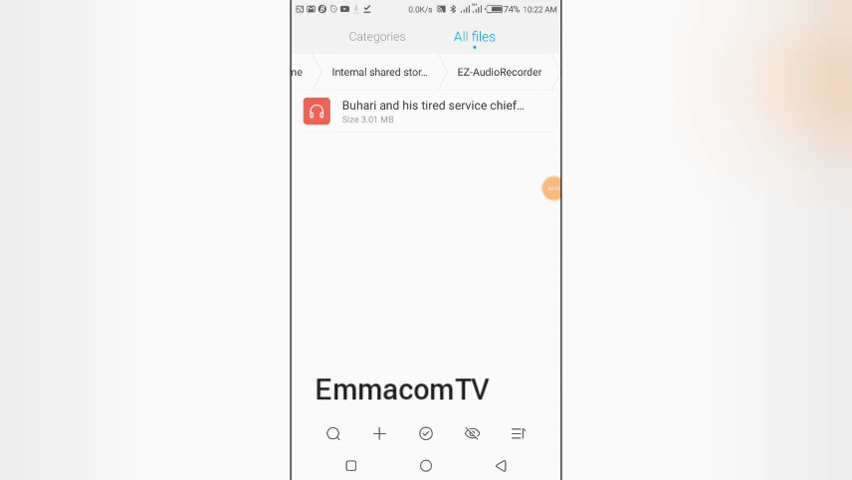 0.0K/s 74% 10:22 AM
Categories All files
me Internal shared stor... EZ-AudioRecorder
Buhari and his tired service chief...
Size 3.01 MB
EmmacomTV